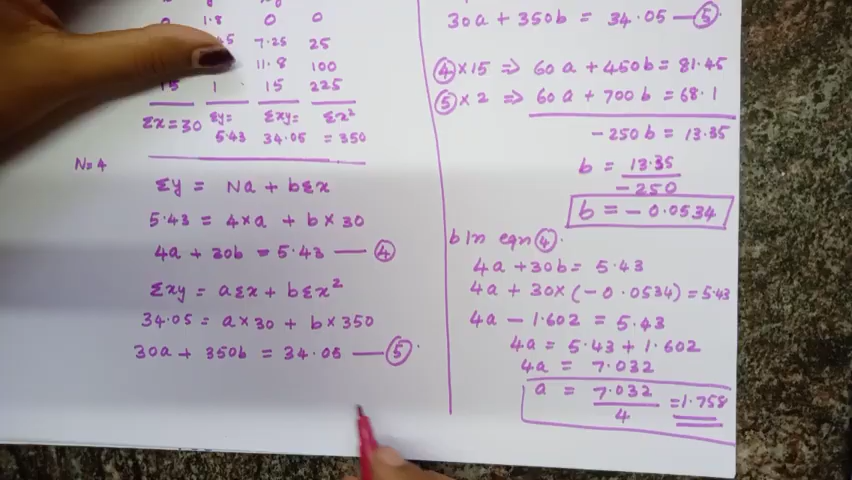 1.8 0 0
7.25 25
11.8 100
15 1 15 225
Σx=30 Σy= Σxy= Σx²
5.43 34.05 = 350
N=4
Σy = Na + bΣx
5.43 = 4×a + b×30
4a + 30b = 5.43 — ④
Σxy = aΣx + bΣx²
34.05 = a×30 + b×350
30a + 350b = 34.05 — ⑤
30a + 350b = 34.05 — ⑤
④×15 ⇒ 60a + 450b = 81.45
⑤×2 ⇒ 60a + 700b = 68.1
-250b = 13.35
b = 13.35
-250
b = -0.0534
b in eqn ④.
4a + 30b = 5.43
4a + 30×(-0.0534) = 5.43
4a - 1.602 = 5.43
4a = 5.43 + 1.602
4a = 7.032
a = 7.032 = 1.758
4